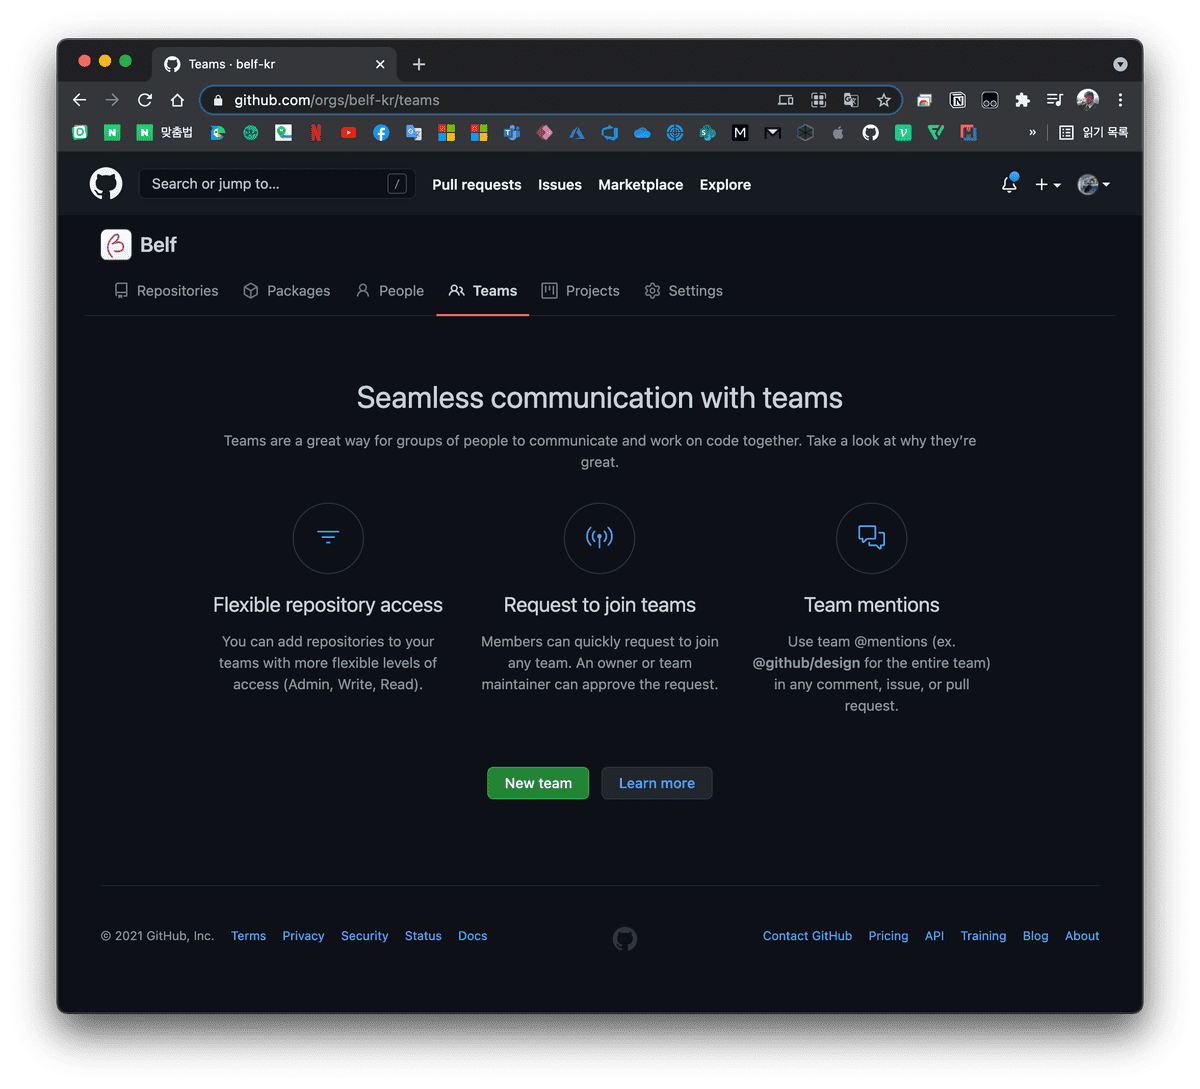 Teams · belf-kr
github.com/orgs/belf-kr/teams
맞춤법
»
읽기 목록
Search or jump to...
/
Pull requests
Issues
Marketplace
Explore
Belf
Repositories
Packages
People
Teams
Projects
Settings
Seamless communication with teams
Teams are a great way for groups of people to communicate and work on code together. Take a look at why they’re
great.
Flexible repository access
You can add repositories to your
teams with more flexible levels of
access (Admin, Write, Read).
Request to join teams
Members can quickly request to join
any team. An owner or team
maintainer can approve the request.
Team mentions
Use team @mentions (ex.
@github/design for the entire team)
in any comment, issue, or pull
request.
New team
Learn more
© 2021 GitHub, Inc.
Terms
Privacy
Security
Status
Docs
Contact GitHub
Pricing
API
Training
Blog
About